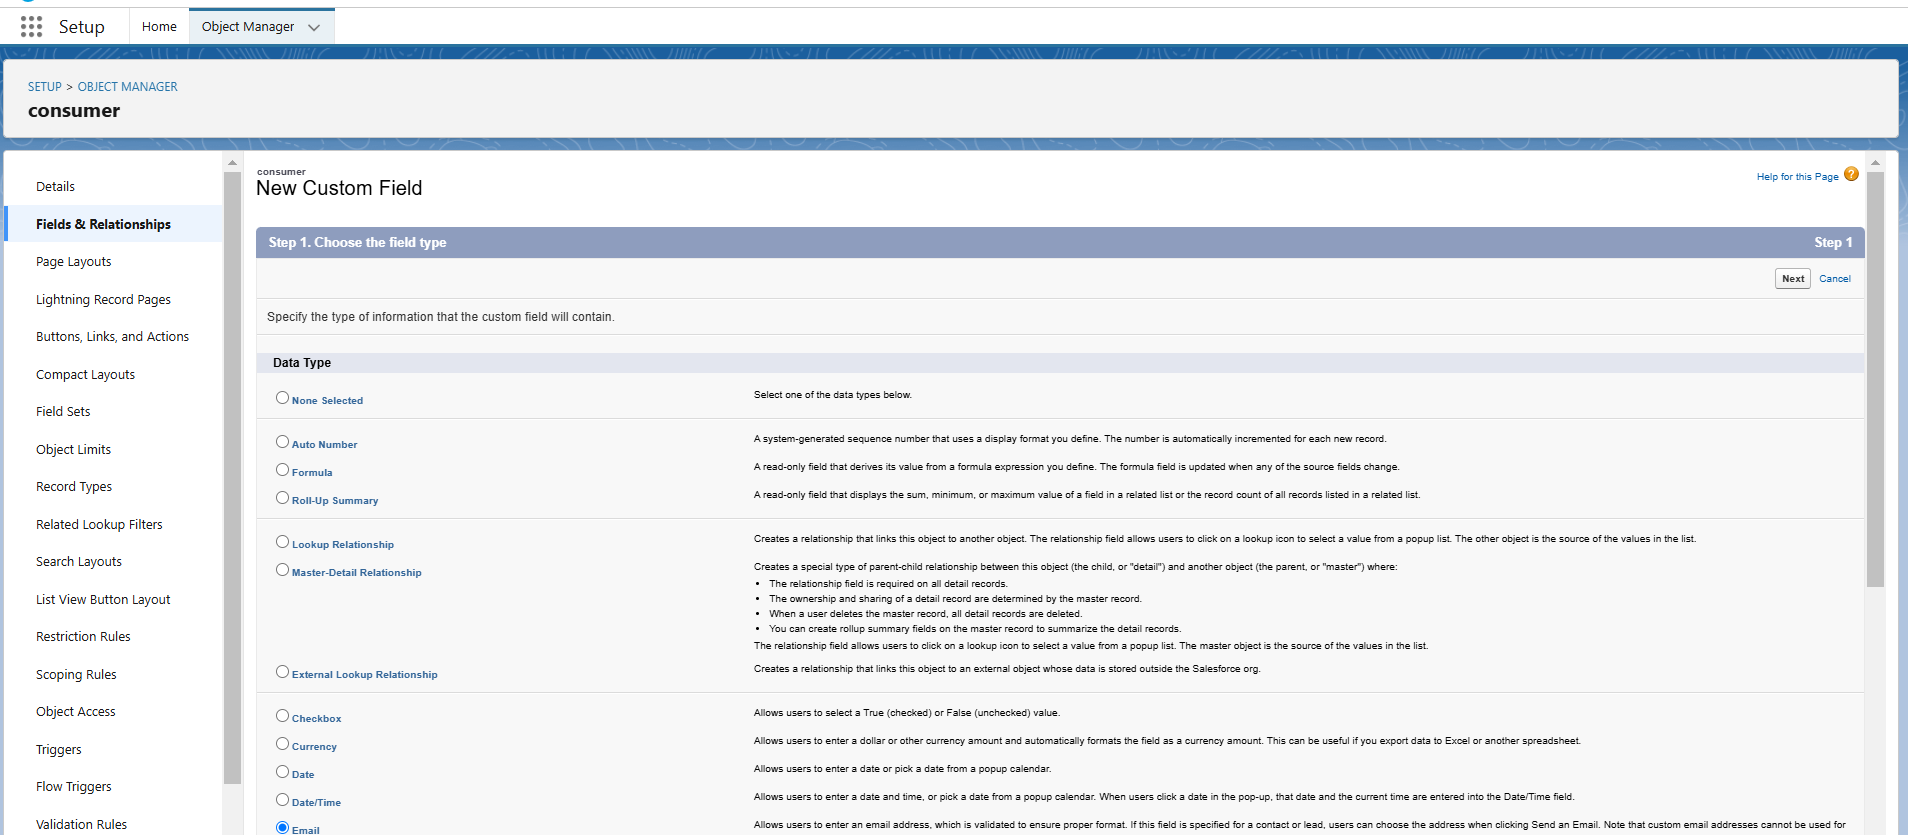 Setup
Home
Object Manager
SETUP > OBJECT MANAGER
consumer
Details
Fields & Relationships
Page Layouts
Lightning Record Pages
Buttons, Links, and Actions
Compact Layouts
Field Sets
Object Limits
Record Types
Related Lookup Filters
Search Layouts
List View Button Layout
Restriction Rules
Scoping Rules
Object Access
Triggers
Flow Triggers
Validation Rules
consumer
New Custom Field
Help for this Page ?
Step 1. Choose the field type Step 1
Next Cancel
Specify the type of information that the custom field will contain.
Data Type
None Selected Select one of the data types below.
Auto Number A system-generated sequence number that uses a display format you define. The number is automatically incremented for each new record.
Formula A read-only field that derives its value from a formula expression you define. The formula field is updated when any of the source fields change.
Roll-Up Summary A read-only field that displays the sum, minimum, or maximum value of a field in a related list or the record count of all records listed in a related list.
Lookup Relationship Creates a relationship that links this object to another object. The relationship field allows users to click on a lookup icon to select a value from a popup list. The other object is the source of the values in the list.
Master-Detail Relationship Creates a special type of parent-child relationship between this object (the child, or "detail") and another object (the parent, or "master") where:
• The relationship field is required on all detail records.
• The ownership and sharing of a detail record are determined by the master record.
• When a user deletes the master record, all detail records are deleted.
• You can create rollup summary fields on the master record to summarize the detail records.
The relationship field allows users to click on a lookup icon to select a value from a popup list. The master object is the source of the values in the list.
External Lookup Relationship Creates a relationship that links this object to an external object whose data is stored outside the Salesforce org.
Checkbox Allows users to select a True (checked) or False (unchecked) value.
Currency Allows users to enter a dollar or other currency amount and automatically formats the field as a currency amount. This can be useful if you export data to Excel or another spreadsheet.
Date Allows users to enter a date or pick a date from a popup calendar.
Date/Time Allows users to enter a date and time, or pick a date from a popup calendar. When users click a date in the pop-up, that date and the current time are entered into the Date/Time field.
Email Allows users to enter an email address, which is validated to ensure proper format. If this field is specified for a contact or lead, users can choose the address when clicking Send an Email. Note that custom email addresses cannot be used for